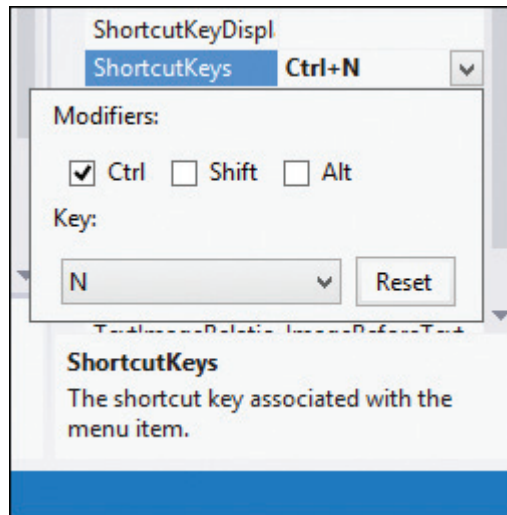 ShortcutKeyDispl
ShortcutKeys Ctrl+N
Modifiers:
Ctrl Shift Alt
Key:
N Reset
ShortcutKeys
The shortcut key associated with the
menu item.